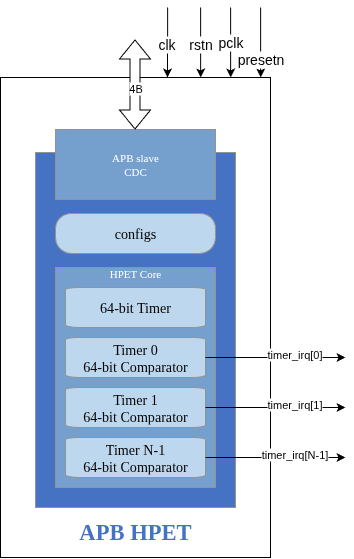 clk
rstn
pclk
presetn
4B
APB slave
CDC
configs
HPET Core
64-bit Timer
Timer 0
64-bit Comparator
timer_irq[0]
Timer 1
64-bit Comparator
timer_irq[1]
Timer N-1
64-bit Comparator
timer_irq[N-1]
APB HPET